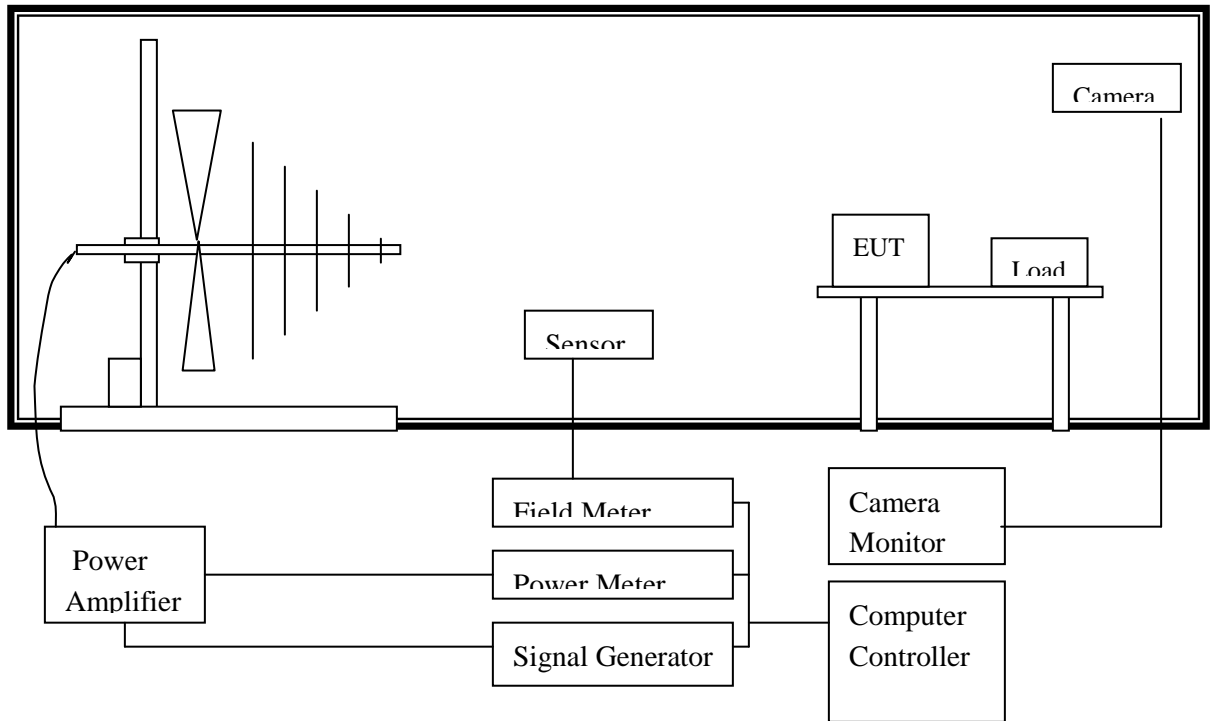 Camera
EUT
Load
Sensor
Field Meter
Camera
Monitor
Power
Amplifier
Power Meter
Computer
Controller
Signal Generator